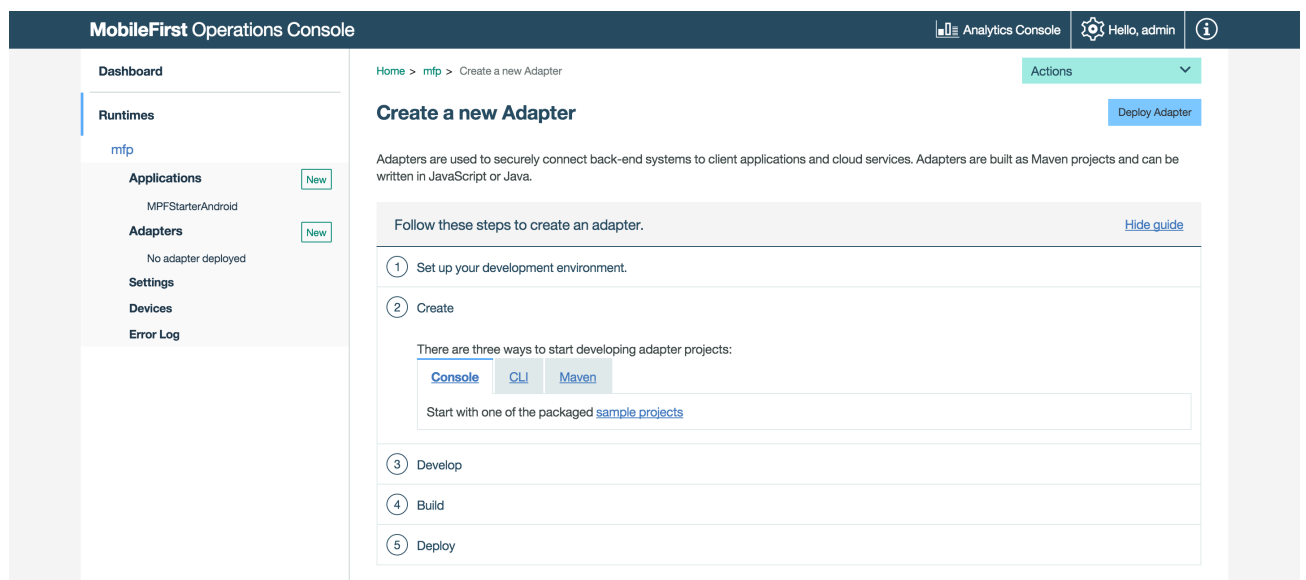 MobileFirst Operations Console
Analytics Console
Hello, admin
Dashboard
Runtimes
mfp
Applications
New
MPFStarterAndroid
Adapters
New
No adapter deployed
Settings
Devices
Error Log
Home > mfp > Create a new Adapter
Actions
Create a new Adapter
Deploy Adapter
Adapters are used to securely connect back-end systems to client applications and cloud services. Adapters are built as Maven projects and can be
written in JavaScript or Java.
Follow these steps to create an adapter.
Hide guide
1 Set up your development environment.
2 Create
There are three ways to start developing adapter projects:
Console CLI Maven
Start with one of the packaged sample projects
3 Develop
4 Build
5 Deploy